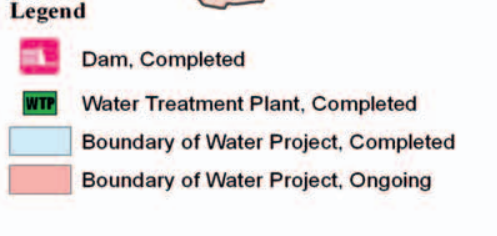 Legend
Dam, Completed
WTP Water Treatment Plant, Completed
Boundary of Water Project, Completed
Boundary of Water Project, Ongoing